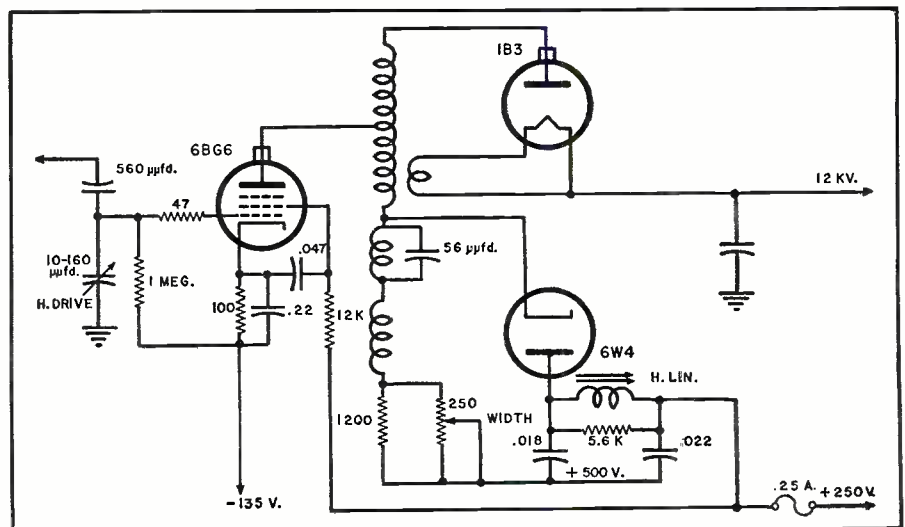 1B3
6BG6
560 µµfd.
12 KV.
47
.047
56 µµfd.
10-160
µµfd.
H. DRIVE
1 MEG.
100
.22
12K
6W4
H. LIN.
1200
250
WIDTH
5.6 K
.018
.022
+ 500 V.
-135 V.
.25 A.
+250 V.